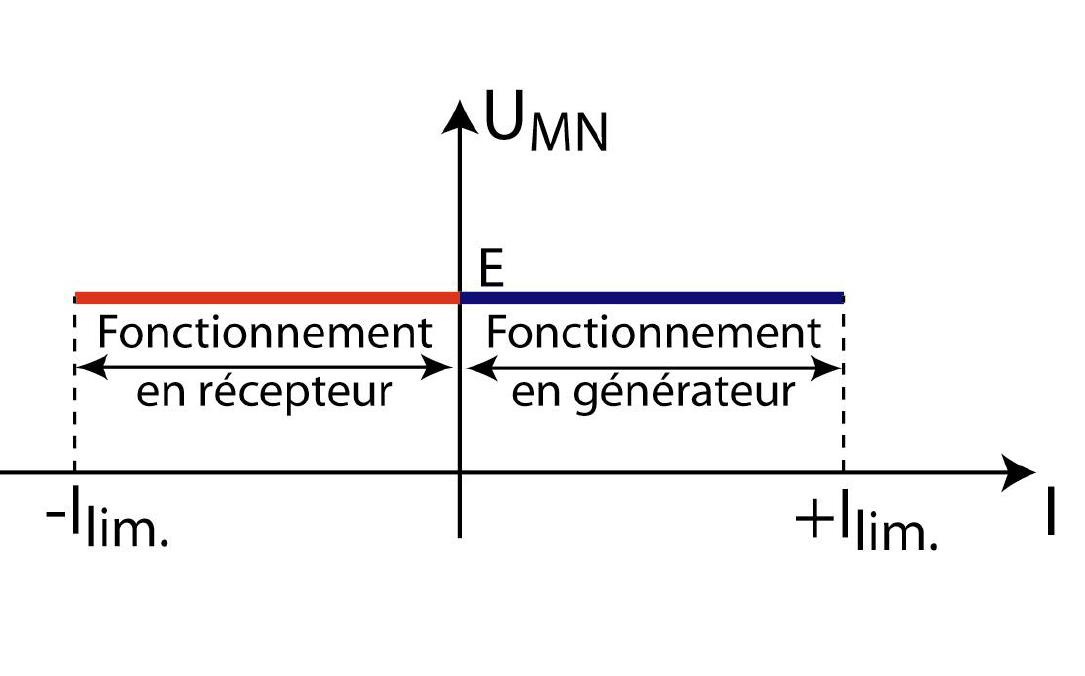 UMN
E
Fonctionnement Fonctionnement
en récepteur en générateur
-Ilim. +Ilim. I